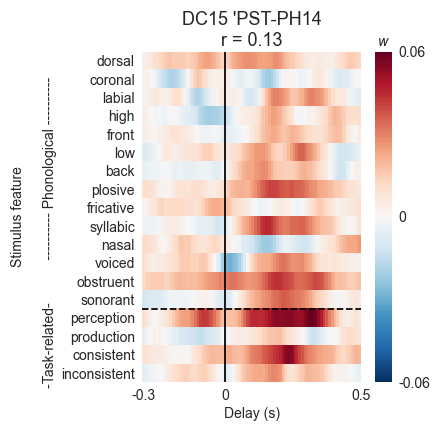 DC15 'PST-PH14
r = 0.13
w
dorsal
coronal
labial
high
front
low
back
plosive
fricative
syllabic
nasal
voiced
obstruent
sonorant
perception
production
consistent
inconsistent
Stimulus feature
-Task-related- ---------- Phonological ----------
-0.3 0 0.5
Delay (s)
0.06
0
-0.06